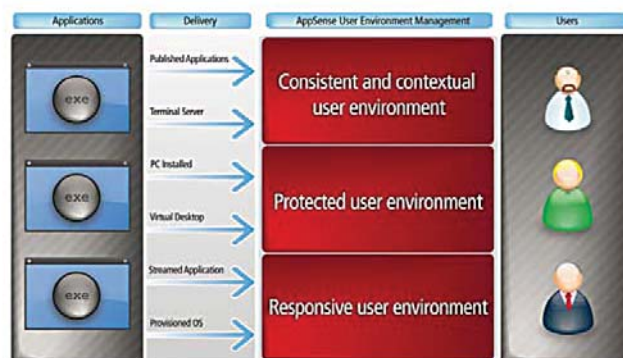 Applications
Delivery
AppSense User Environment Management
Users
exe
exe
exe
Published Applications
Terminal Server
PC Installed
Virtual Desktop
Streamed Application
Provisioned OS
Consistent and contextual
user environment
Protected user environment
Responsive user environment